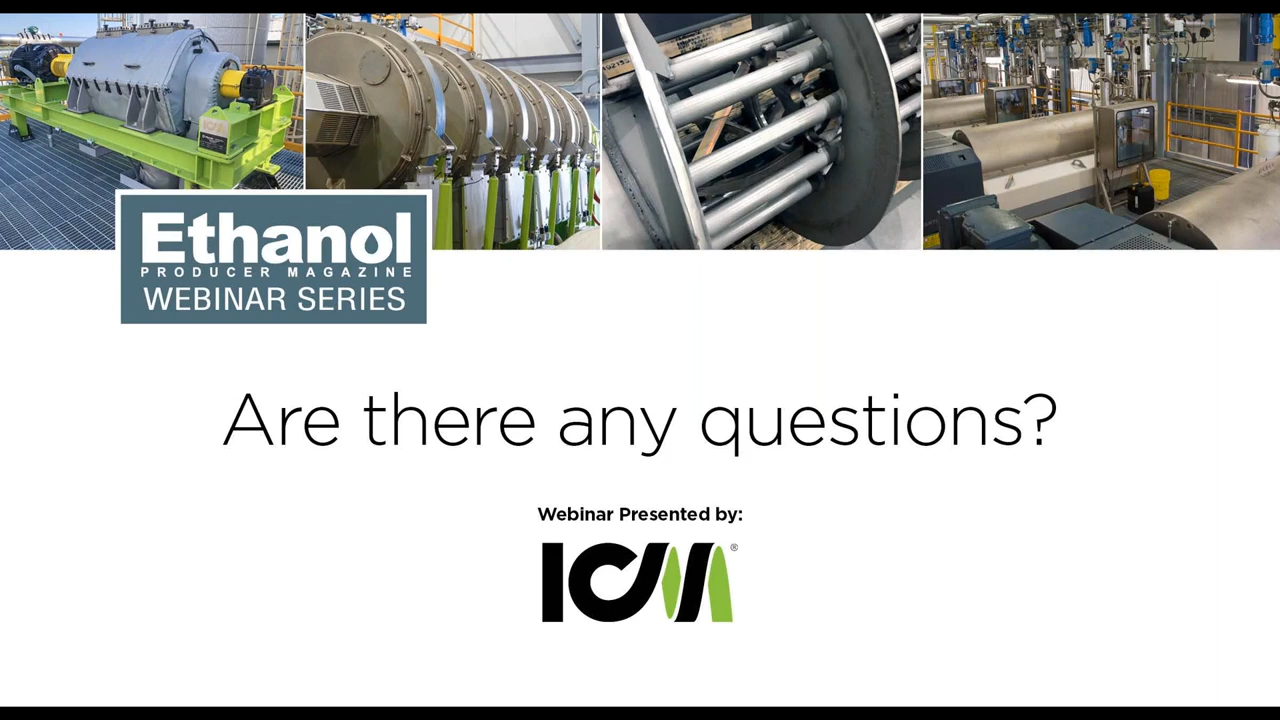 Ethanol
PRODUCER MAGAZINE
WEBINAR SERIES
Are there any questions?
Webinar Presented by:
ICM®